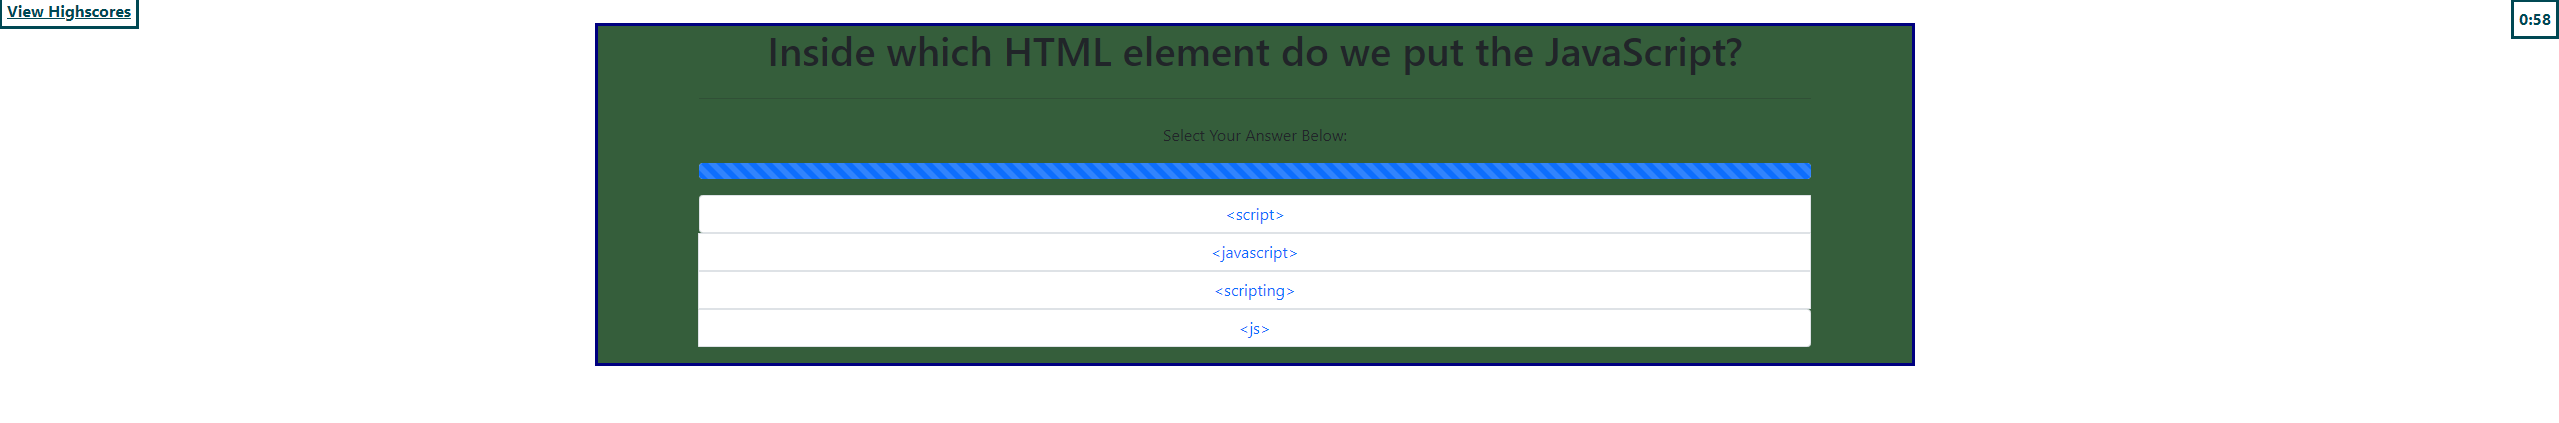 View Highscores
0:58
Inside which HTML element do we put the JavaScript?
Select Your Answer Below:
<script>
<javascript>
<scripting>
<js>